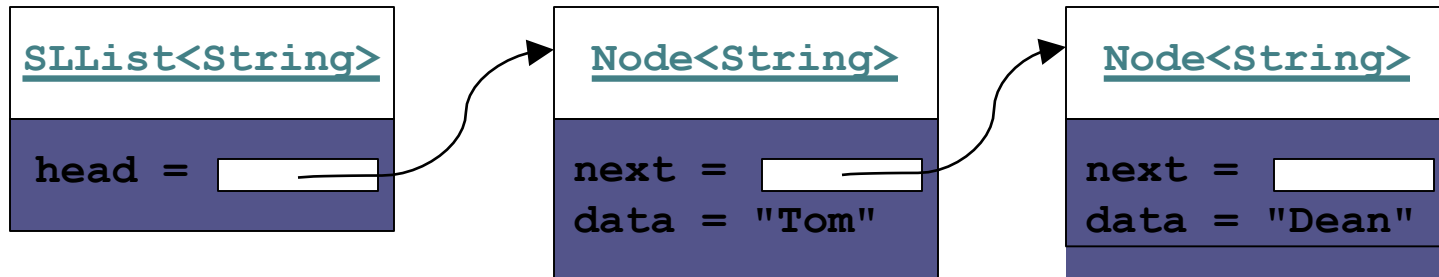 SLList<String>
head =
Node<String>
next =
data = "Tom"
Node<String>
next =
data = "Dean"